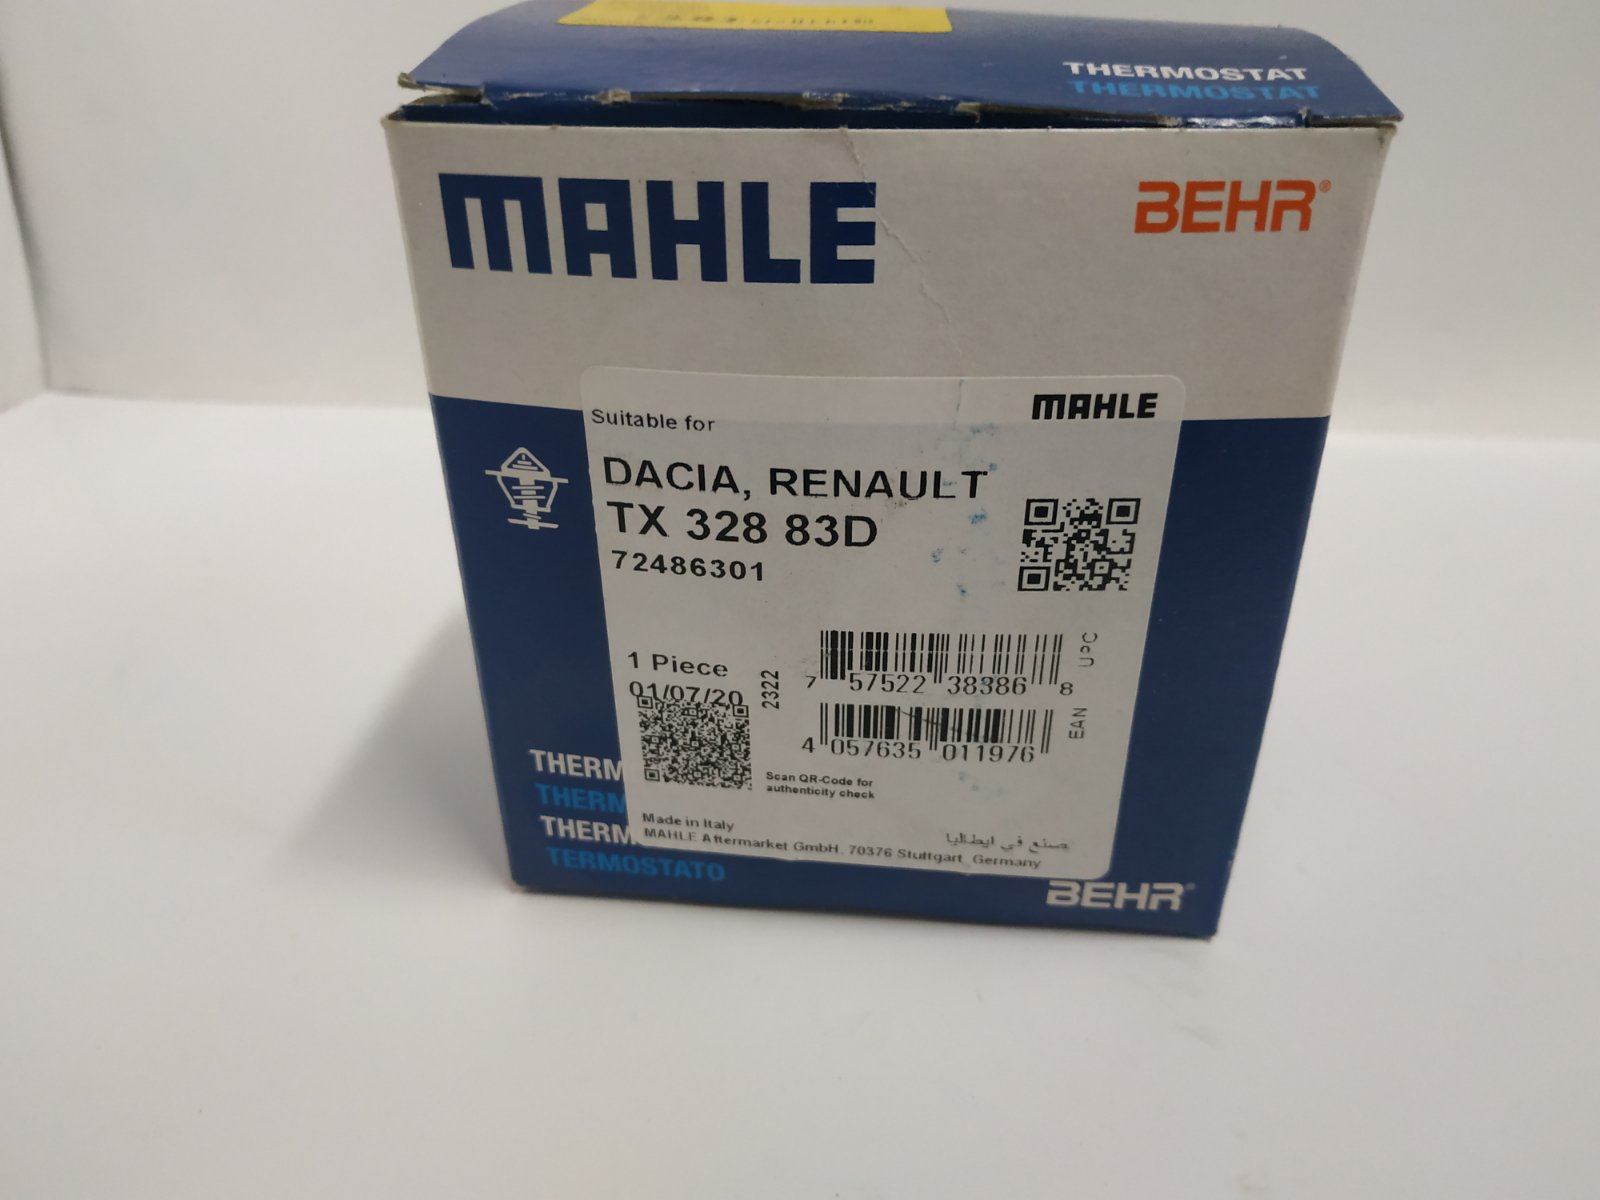 THERMOSTAT
THERMOSTAT
MAHLE
BEHR®
Suitable for
MAHLE
DACIA, RENAULT
TX 328 83D
72486301
1 Piece
01/07/20
2322
7 57522 38386 8
UPC
4 057635 011976
EAN
Scan QR-Code for
authenticity check
THERM
THERM
THERM
TERMOSTATO
Made in Italy
صنع في ايطاليا
MAHLE Aftermarket GmbH, 70376 Stuttgart, Germany
BEHR®